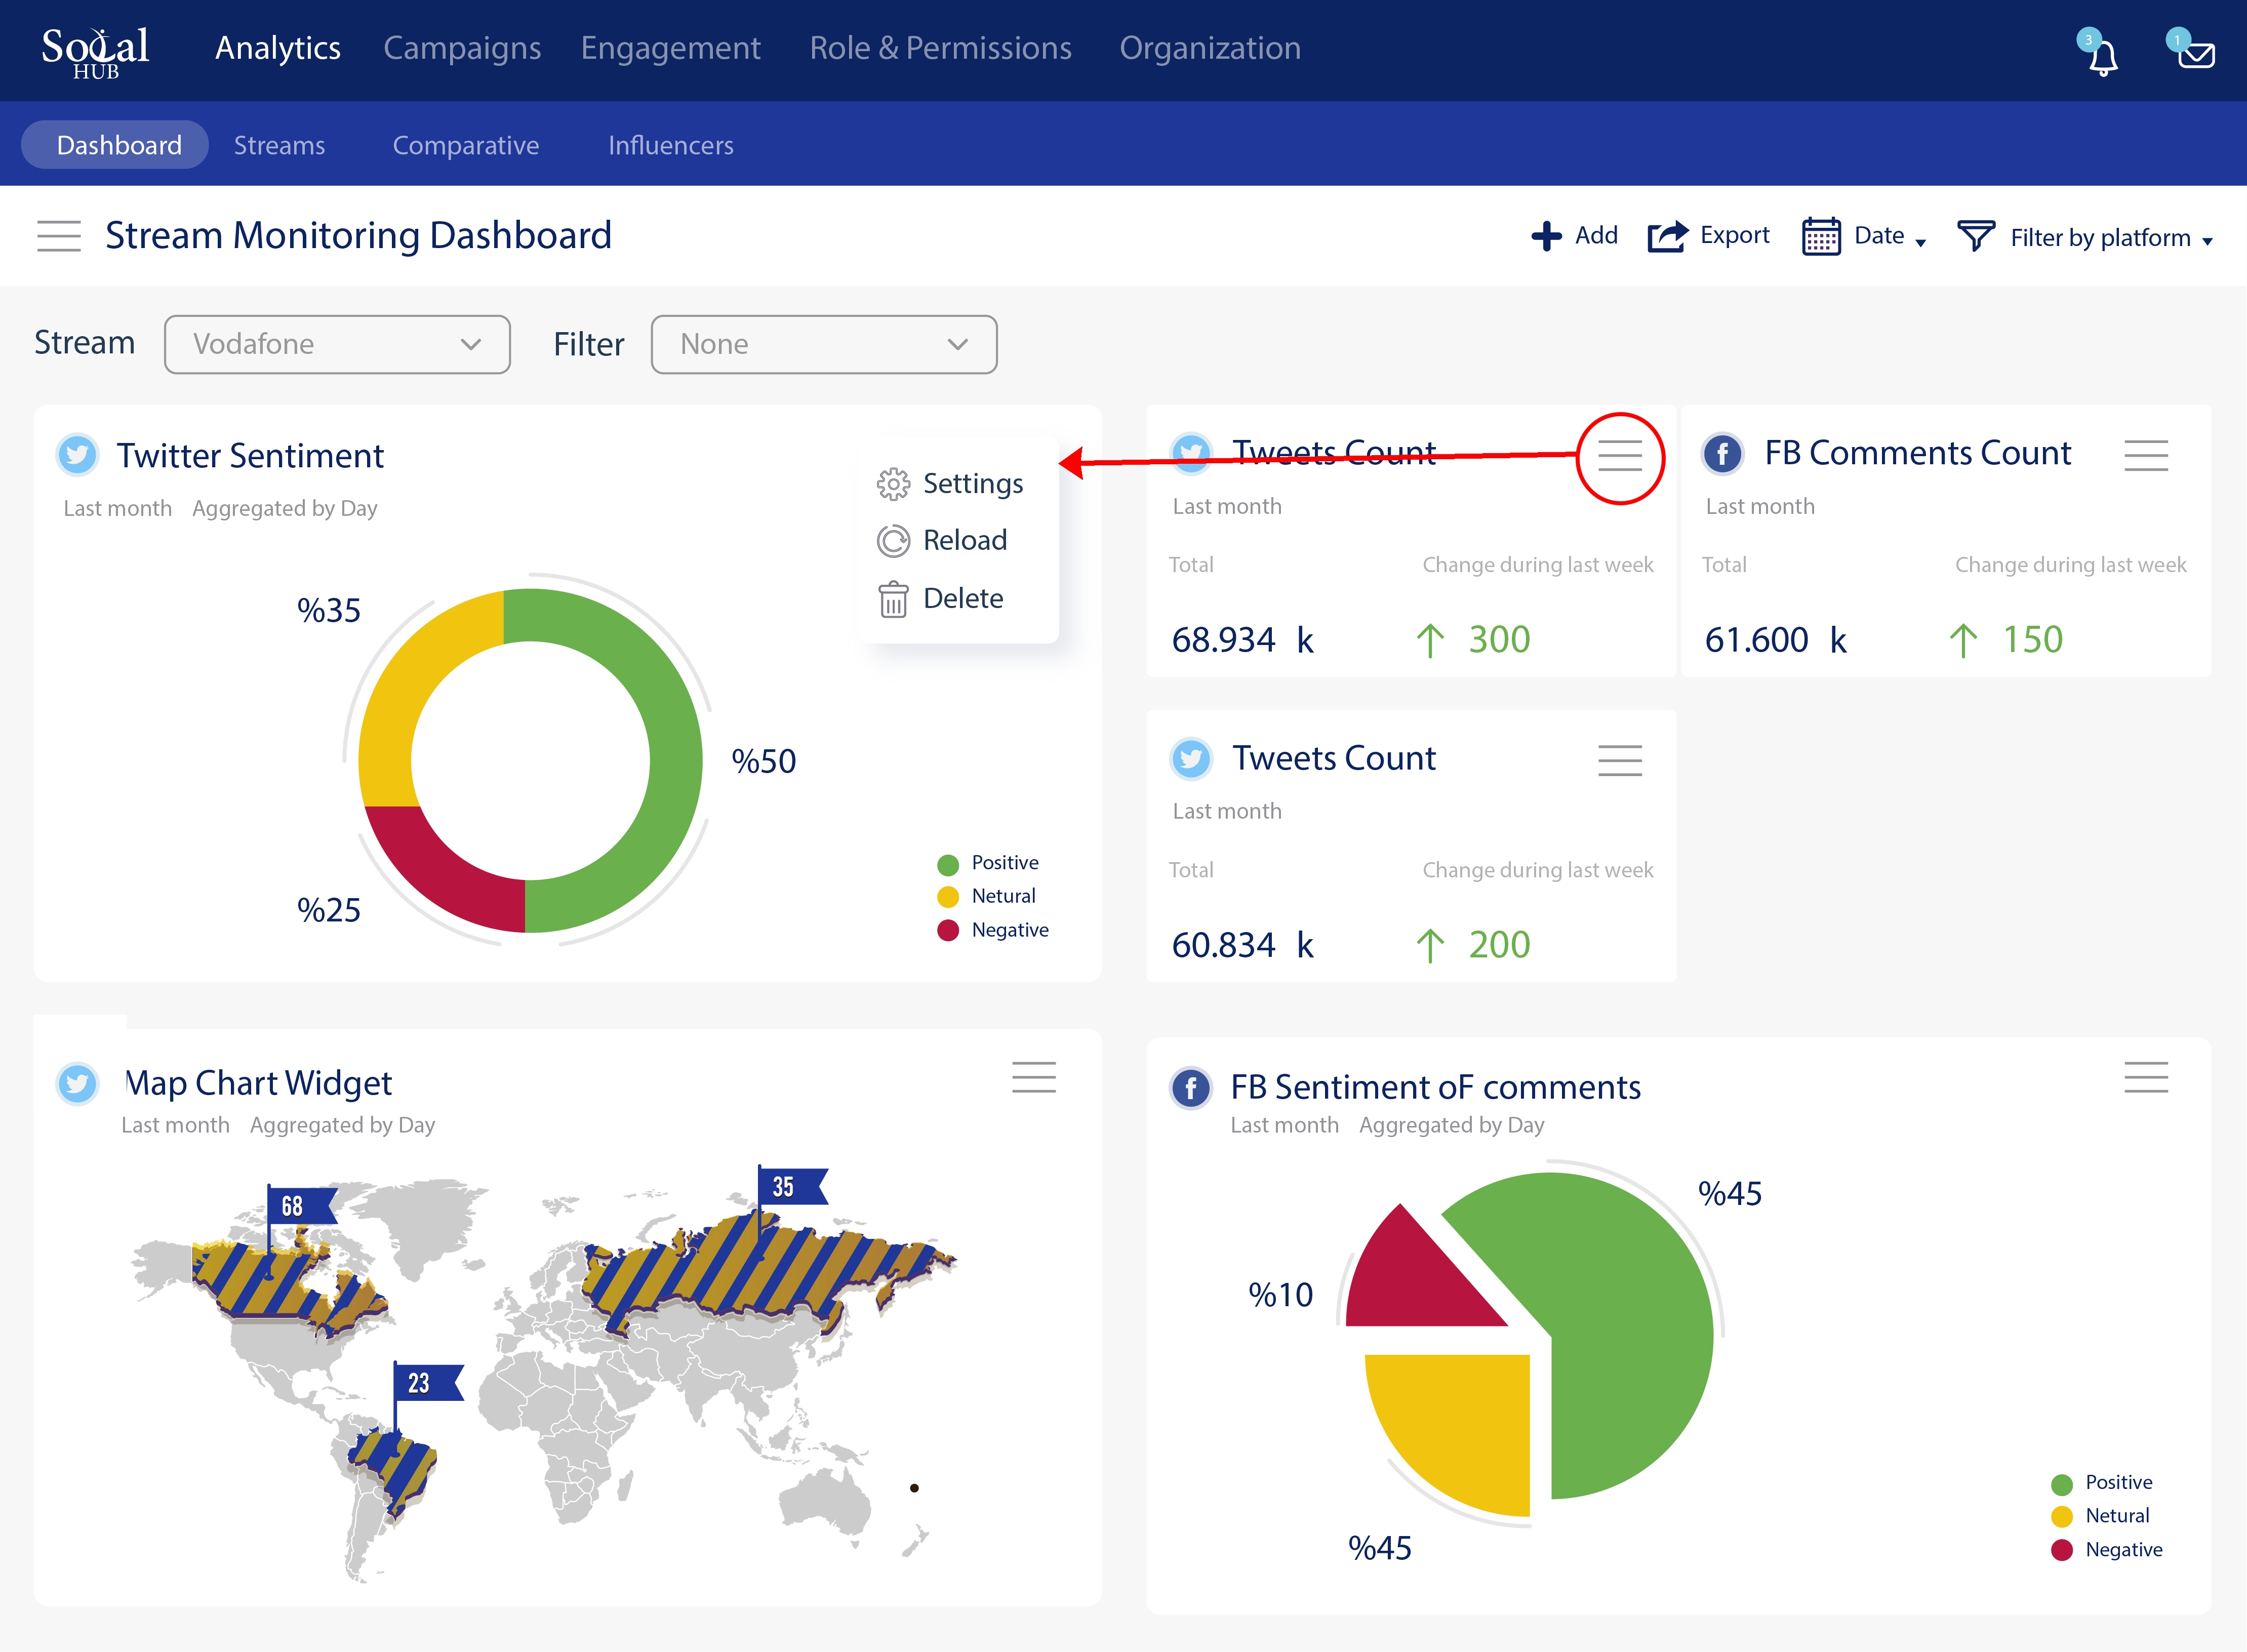 Social
HUB
Analytics Campaigns Engagement Role & Permissions Organization
3 1
Dashboard Streams Comparative Influencers
Stream Monitoring Dashboard
Add Export Date Filter by platform
Stream Vodafone Filter None
Twitter Sentiment
Last month Aggregated by Day
Settings
Reload
Delete
%35
%50
%25
Positive
Netural
Negative
Tweets Count
Last month
Total Change during last week
68.934 k 300
FB Comments Count
Last month
Total Change during last week
61.600 k 150
Tweets Count
Last month
Total Change during last week
60.834 k 200
Map Chart Widget
Last month Aggregated by Day
68
35
23
FB Sentiment oF comments
Last month Aggregated by Day
%45
%10
%45
Positive
Netural
Negative